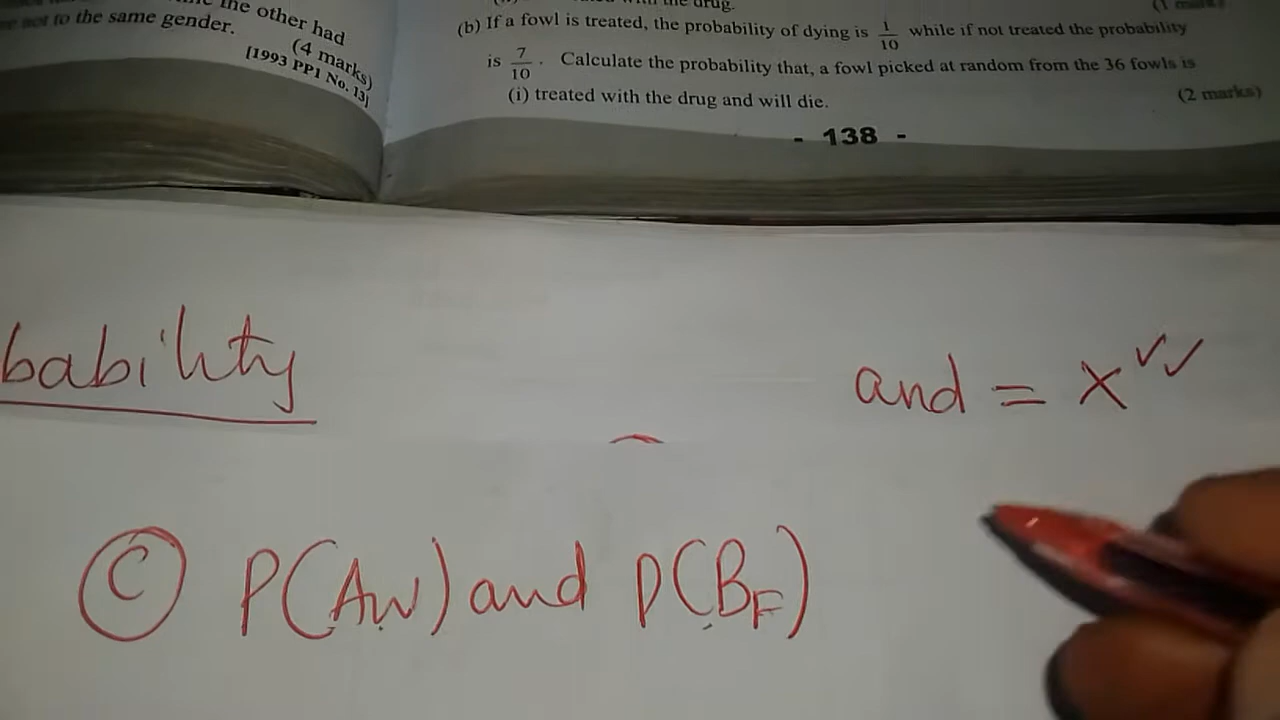 the other had
not to the same gender.
(4 marks)
[1993 PP1 No. 13]
the drug.
(b) If a fowl is treated, the probability of dying is 1/10 while if not treated the probability
is 7/10. Calculate the probability that, a fowl picked at random from the 36 fowls is
(i) treated with the drug and will die.
(2 marks)
- 138 -
bability
and = x ✓✓
C P(AW) and P(BF)